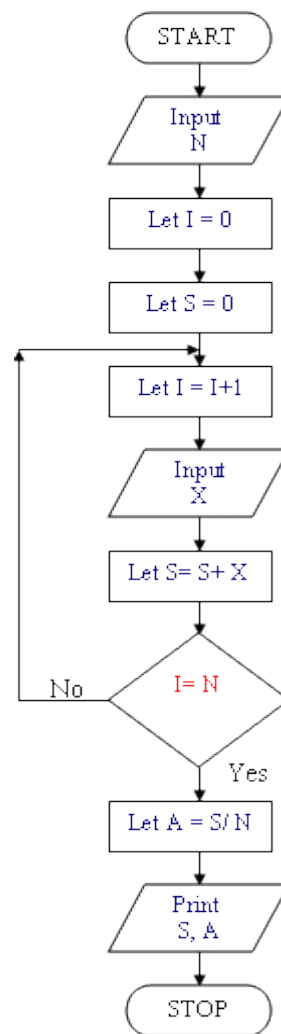 START
Input
N
Let I = 0
Let S = 0
Let I = I+1
Input
X
Let S= S+ X
I= N
No
Yes
Let A = S/ N
Print
S, A
STOP